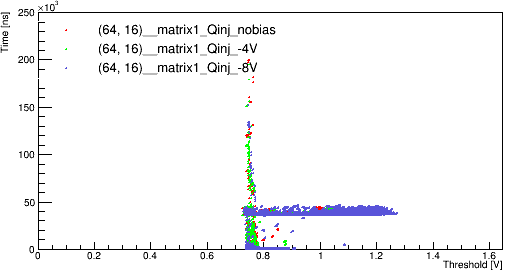 ×10³
Time [ns]
(64, 16)__matrix1_Qinj_nobias
(64, 16)__matrix1_Qinj_-4V
(64, 16)__matrix1_Qinj_-8V
250
200
150
100
50
0
0 0.2 0.4 0.6 0.8 1 1.2 1.4 1.6
Threshold [V]